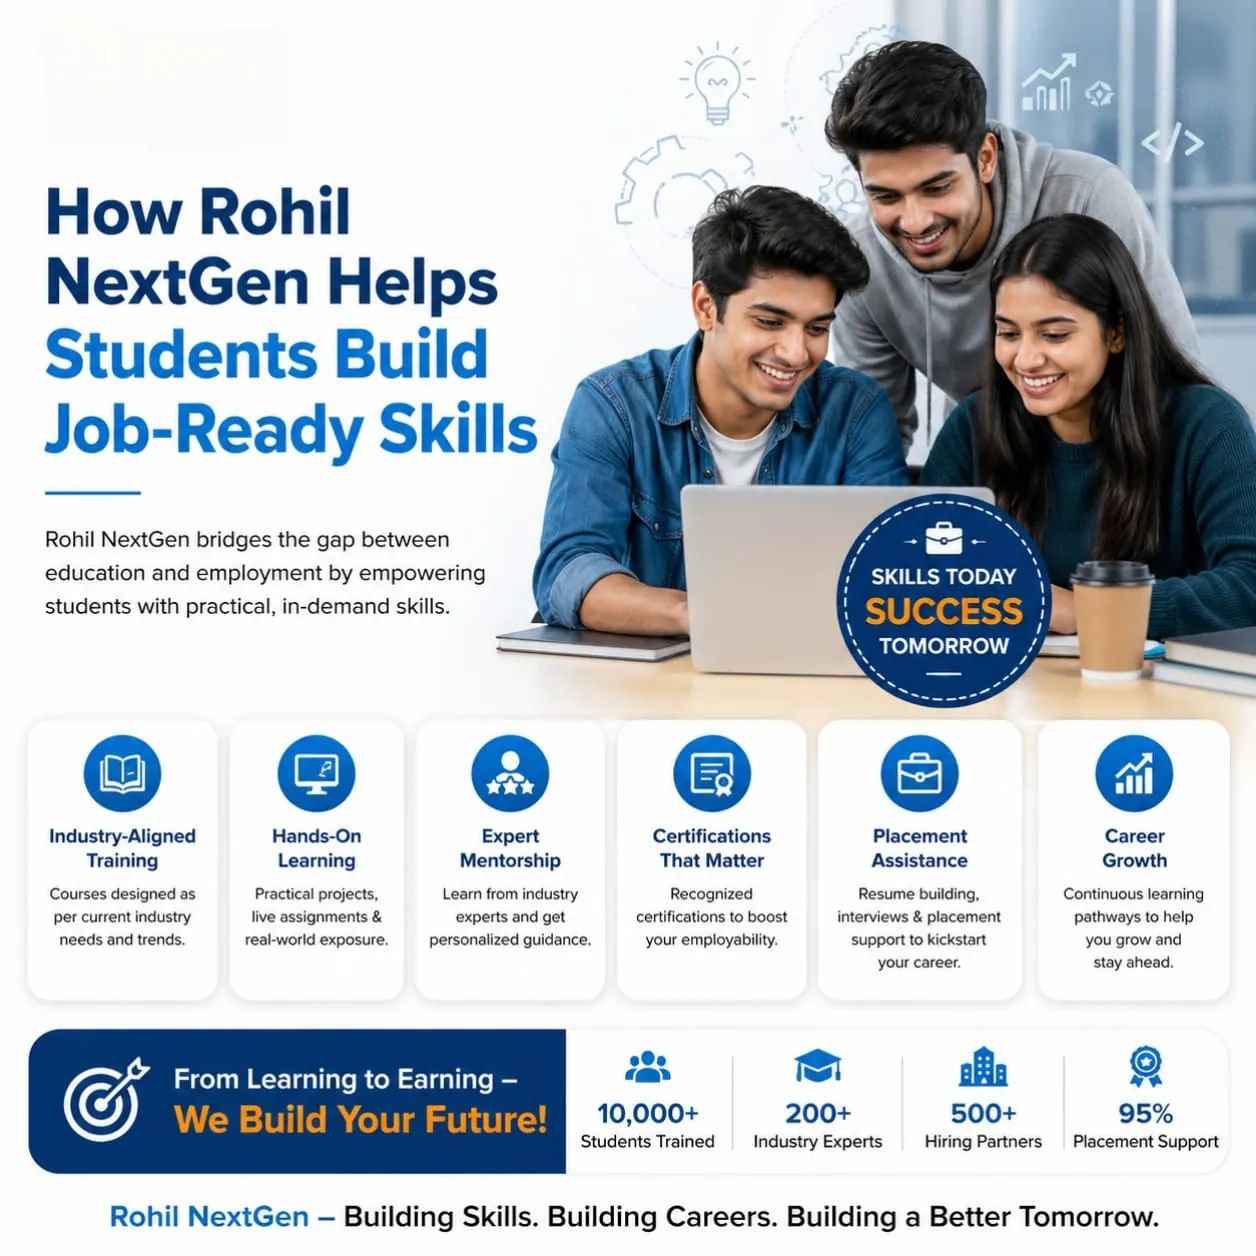 How Rohil
NextGen Helps
Students Build
Job-Ready Skills
Rohil NextGen bridges the gap between
education and employment by empowering
students with practical, in-demand skills.
</>
SKILLS TODAY
SUCCESS
TOMORROW
Industry-Aligned
Training
Courses designed as
per current industry
needs and trends.
Hands-On
Learning
Practical projects,
live assignments &
real-world exposure.
Expert
Mentorship
Learn from industry
experts and get
personalized guidance.
Certifications
That Matter
Recognized
certifications to boost
your employability.
Placement
Assistance
Resume building,
interviews & placement
support to kickstart
your career.
Career
Growth
Continuous learning
pathways to help
you grow and
stay ahead.
From Learning to Earning –
We Build Your Future!
10,000+
Students Trained
200+
Industry Experts
500+
Hiring Partners
95%
Placement Support
Rohil NextGen – Building Skills. Building Careers. Building a Better Tomorrow.